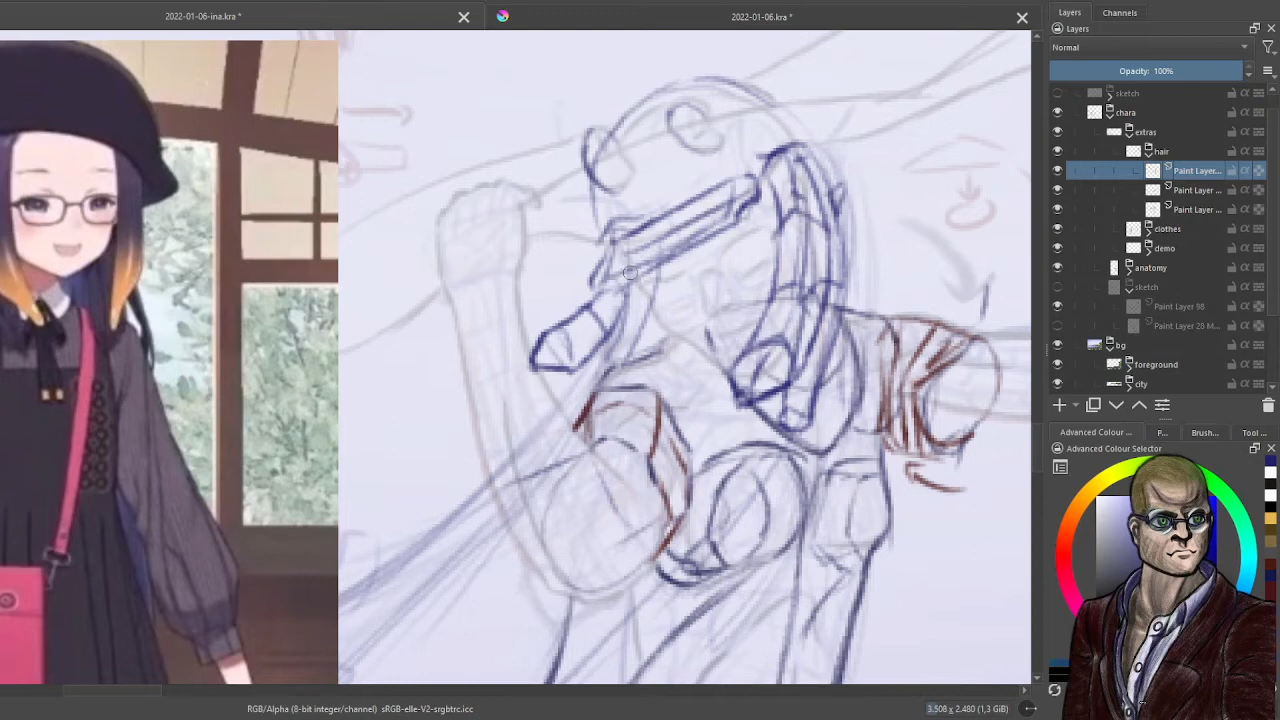 2022-01-06-ina.kra *
2022-01-06.kra *
Layers
Channels
Layers
Normal
Opacity: 100%
sketch
chara
extras
hair
Paint Layer...
Paint Layer ...
Paint Layer ...
clothes
demo
anatomy
sketch
Paint Layer 98
Paint Layer 28 M...
bg
foreground
city
Advanced Colour ...
P...
Brush...
Tool ...
Advanced Colour Selector
RGB/Alpha (8-bit integer/channel) sRGB-elle-V2-srgbtrc.icc
3.508 x 2.480 (1,3 GiB)